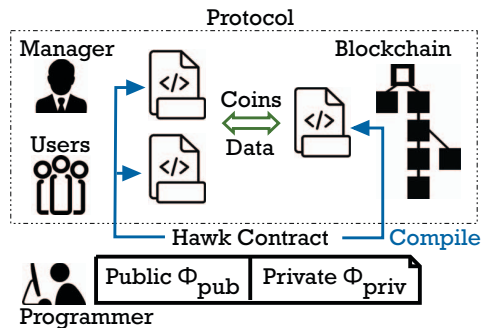 Protocol
Manager
Blockchain
</>
Coins
</>
Users
Data
</>
Hawk Contract
Compile
Public Φpub
Private Φpriv
Programmer